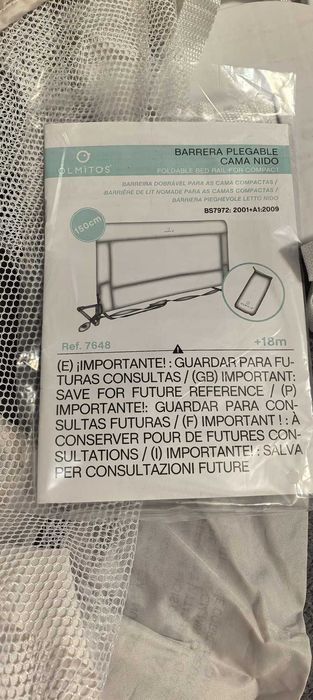 OLMITOS
BARRERA PLEGABLE
CAMA NIDO
FOLDABLE BED RAIL FOR COMPACT
BARREIRA DOBRÁVEL PARA AS CAMA COMPACTAS /
BARRIÈRE DE LIT NOMADE PARA AS CAMAS COMPACTAS /
BARRIERA PIEGHEVOLE LETTO NIDO
BS7972: 2001+A1:2009
150cm
Ref. 7648
+18m
(E) ¡IMPORTANTE! : GUARDAR PARA FU-
TURAS CONSULTAS / (GB) IMPORTANT:
SAVE FOR FUTURE REFERENCE / (P)
IMPORTANTE!: GUARDAR PARA CON-
SULTAS FUTURAS / (F) IMPORTANT ! : À
CONSERVER POUR DE FUTURES CON-
SULTATIONS / (I) IMPORTANTE!: SALVA
PER CONSULTAZIONI FUTURE